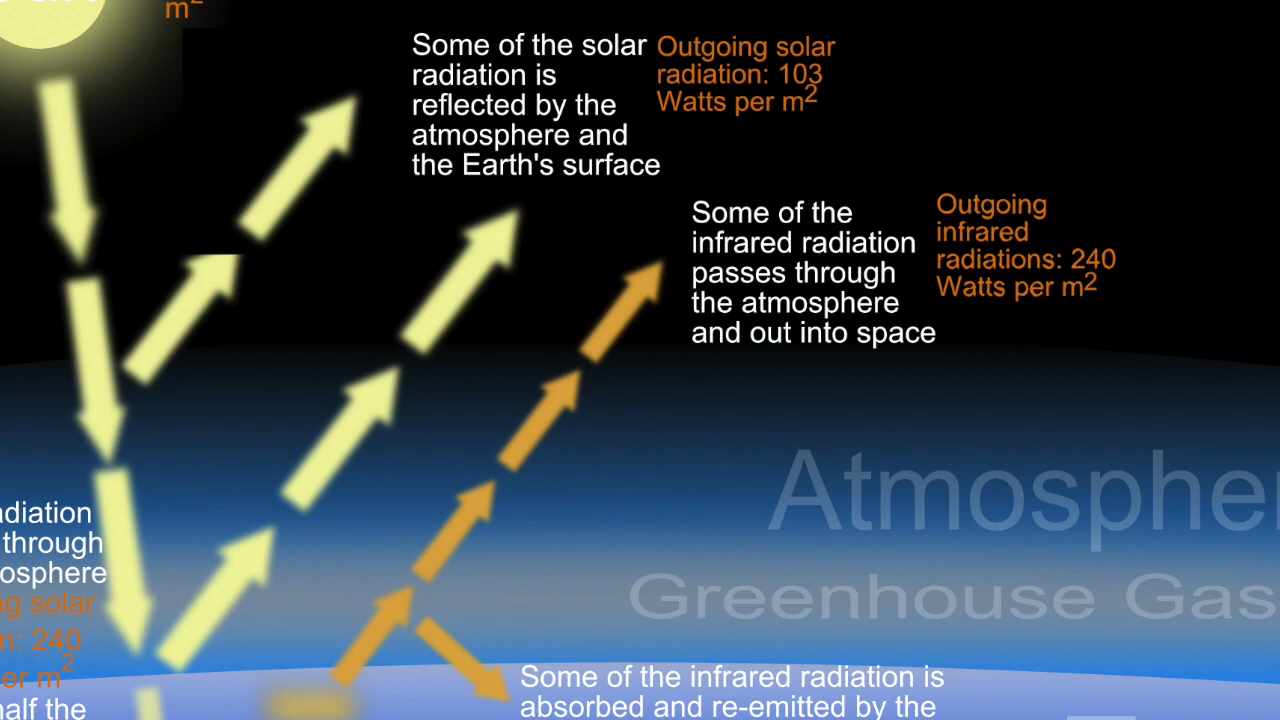 m2
Some of the solar
radiation is
reflected by the
atmosphere and
the Earth's surface
Outgoing solar
radiation: 103
Watts per m2
Some of the
infrared radiation
passes through
the atmosphere
and out into space
Outgoing
infrared
radiations: 240
Watts per m2
Atmospher
Greenhouse Gas
adiation
through
osphere
ng solar
n: 240
er m2
half the
Some of the infrared radiation is
absorbed and re-emitted by the